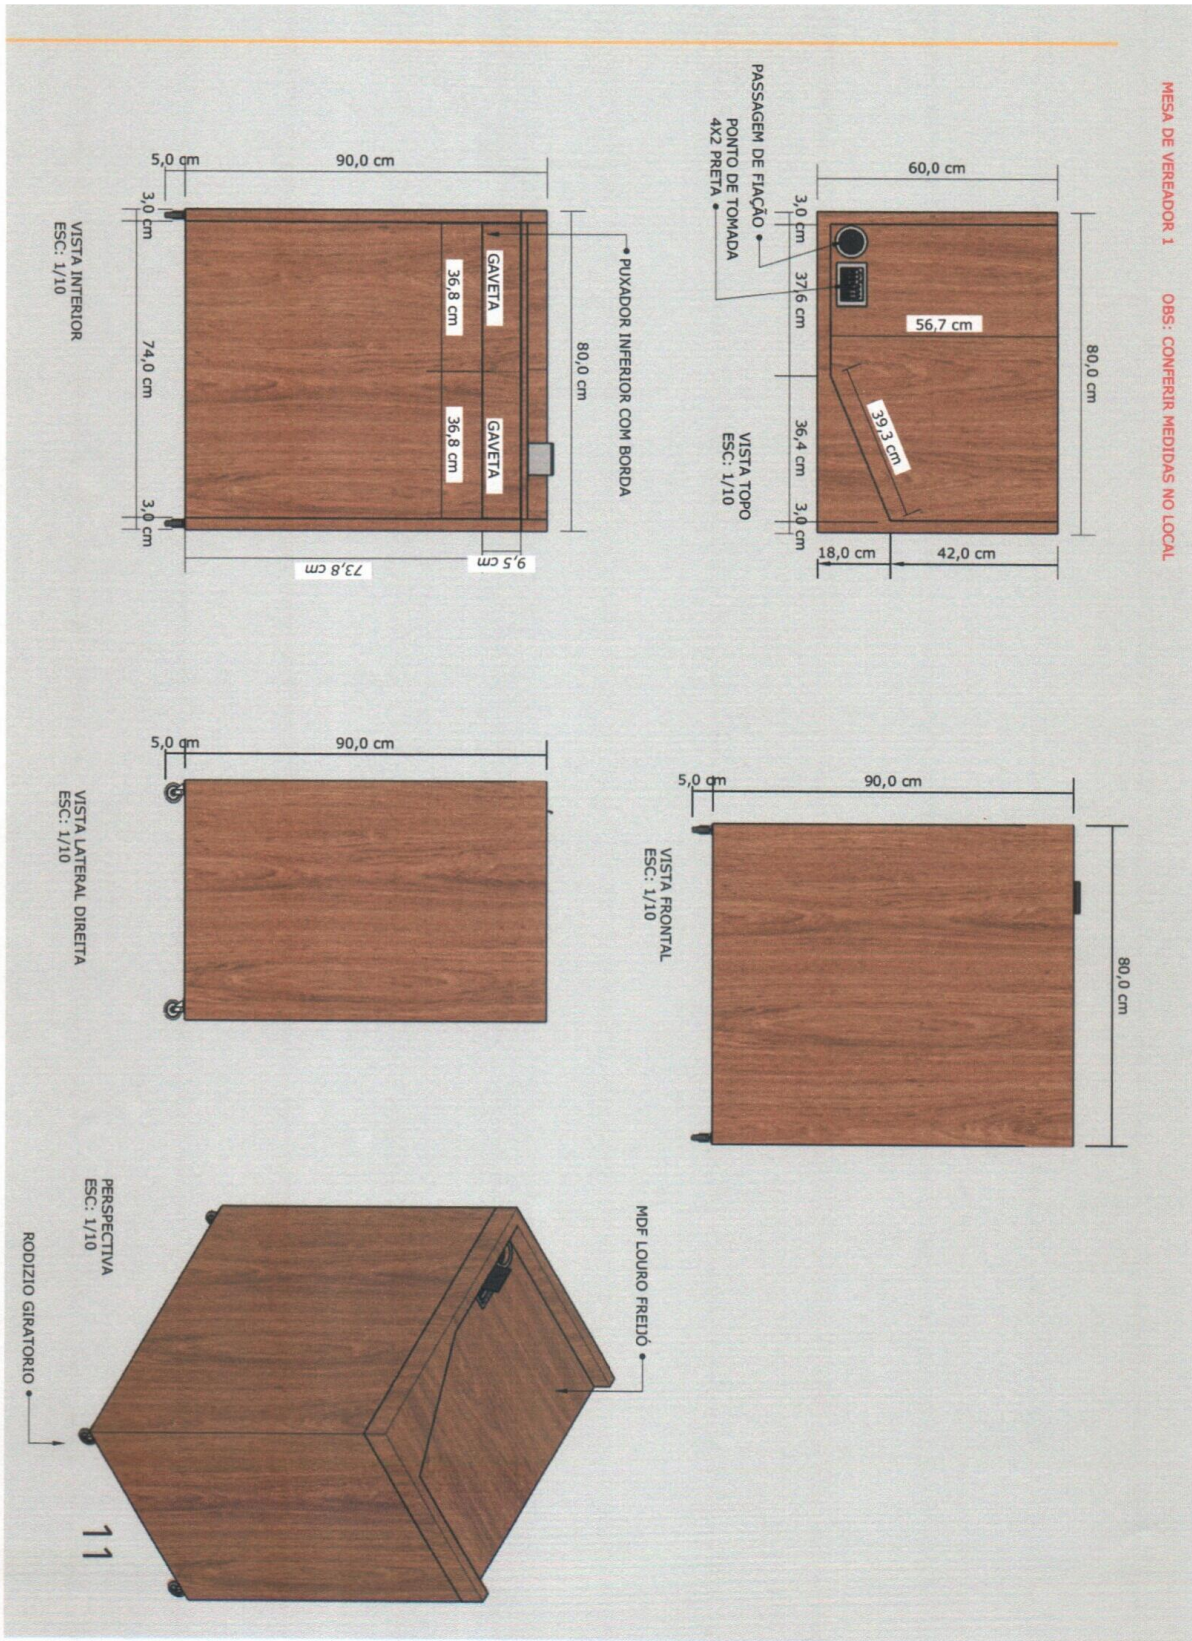 MESA DE VEREADOR 1 OBS: CONFERIR MEDIDAS NO LOCAL
80,0 cm
60,0 cm
3,0 cm
37,6 cm
36,4 cm
3,0 cm
56,7 cm
39,3 cm
18,0 cm
42,0 cm
PASSAGEM DE FIAÇÃO
PONTO DE TOMADA
4X2 PRETA
VISTA TOPO
ESC: 1/10
80,0 cm
90,0 cm
5,0 cm
VISTA FRONTAL
ESC: 1/10
PUXADOR INFERIOR COM BORDA
80,0 cm
90,0 cm
5,0 cm
GAVETA
GAVETA
36,8 cm
36,8 cm
9,5 cm
73,8 cm
3,0 cm
74,0 cm
3,0 cm
VISTA INTERIOR
ESC: 1/10
90,0 cm
5,0 cm
VISTA LATERAL DIREITA
ESC: 1/10
MDF LOURO FREIJÓ
PERSPECTIVA
ESC: 1/10
RODIZIO GIRATORIO
11